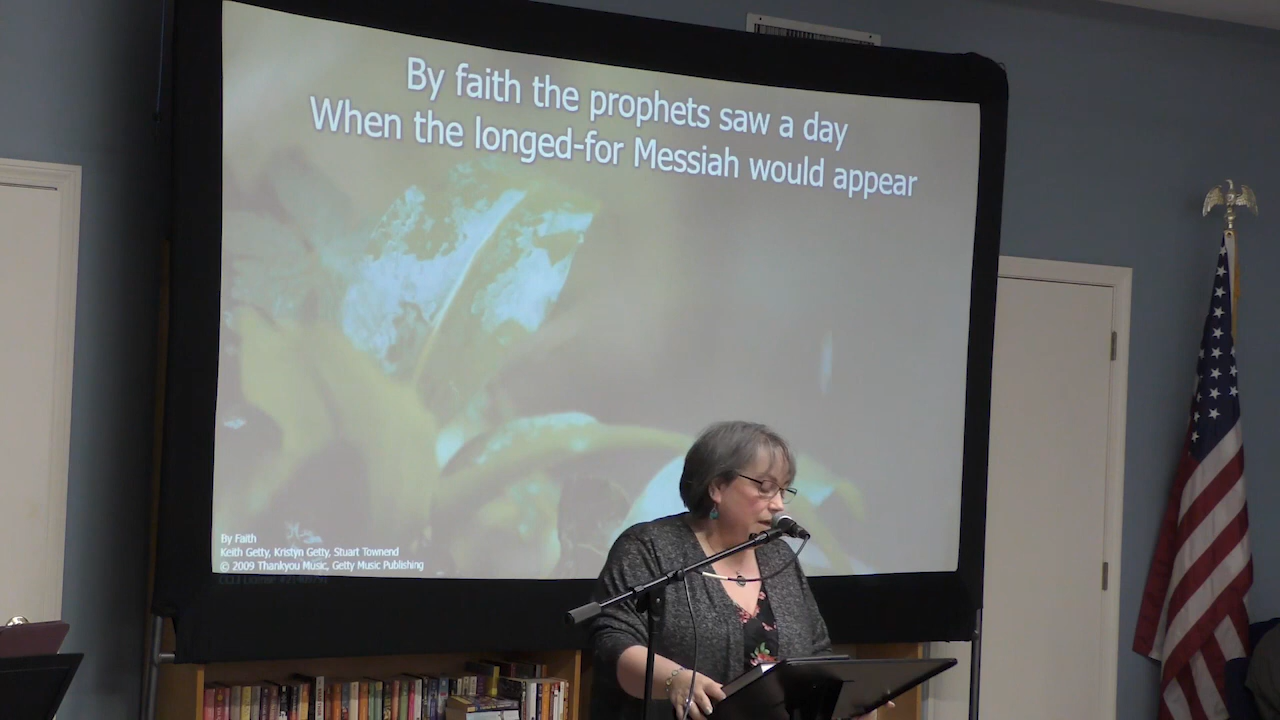 By faith the prophets saw a day
When the longed-for Messiah would appear
By Faith
Keith Getty, Kristyn Getty, Stuart Townend
© 2009 Thankyou Music, Getty Music Publishing